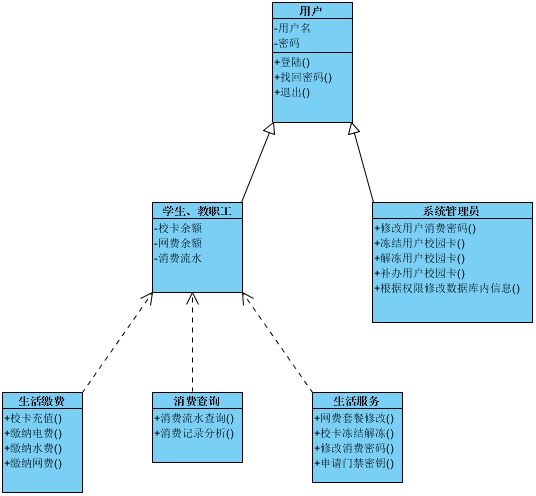 用户
-用户名
-密码
+登陆()
+找回密码()
+退出()
学生、教职工
-校卡余额
-网费余额
-消费流水
系统管理员
+修改用户消费密码()
+冻结用户校园卡()
+解冻用户校园卡()
+补办用户校园卡()
+根据权限修改数据库内信息()
生活缴费
+校卡充值()
+缴纳电费()
+缴纳水费()
+缴纳网费()
消费查询
+消费流水查询()
+消费记录分析()
生活服务
+网费套餐修改()
+校卡冻结解冻()
+修改消费密码()
+申请门禁密钥()